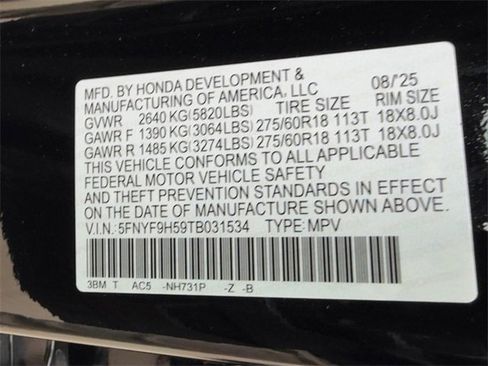 MFD. BY HONDA DEVELOPMENT & 08/'25
MANUFACTURING OF AMERICA, LLC
GVWR 2640 KG(5820LBS) TIRE SIZE RIM SIZE
GAWR F 1390 KG(3064LBS) 275/60R18 113T 18X8.0J
GAWR R 1485 KG(3274LBS) 275/60R18 113T 18X8.0J
THIS VEHICLE CONFORMS TO ALL APPLICABLE
FEDERAL MOTOR VEHICLE SAFETY
AND THEFT PREVENTION STANDARDS IN EFFECT
ON THE DATE OF MANUFACTURE SHOWN ABOVE.
V.I.N.: 5FNYF9H59TB031534 TYPE: MPV
3BM T AC5 -NH731P -Z -B